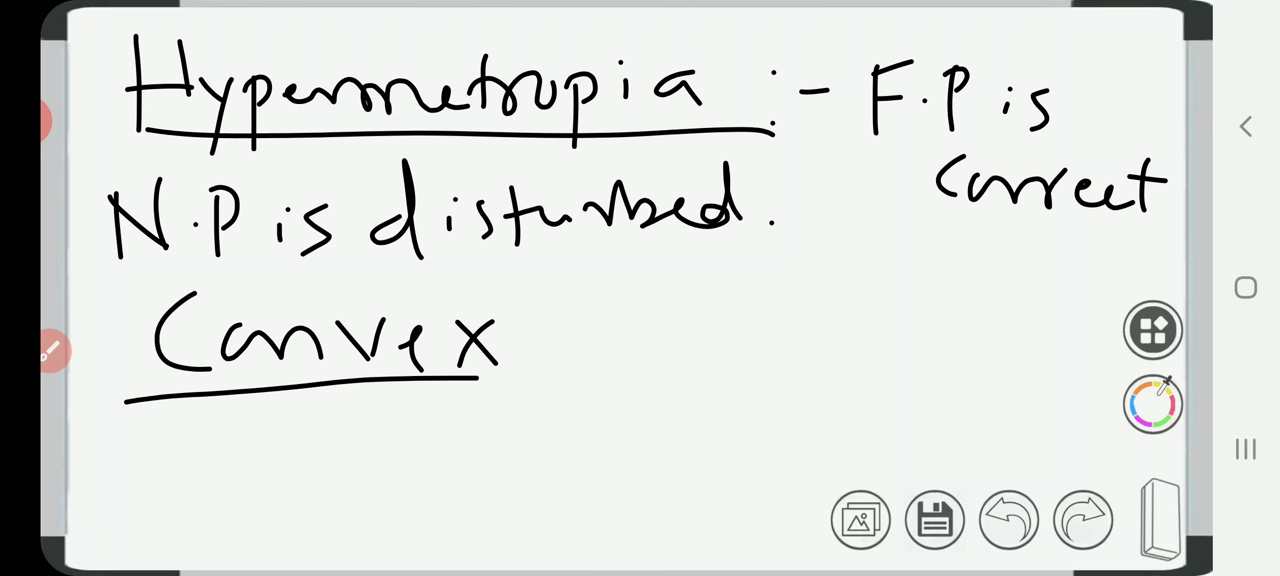 Hypermetropia :- F.P is
correct
N.P is disturbed.
Convex